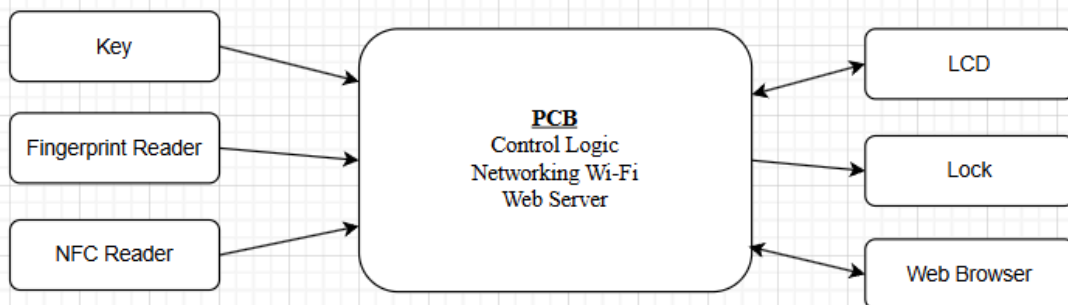 Key
Fingerprint Reader
NFC Reader
PCB
Control Logic
Networking Wi-Fi
Web Server
LCD
Lock
Web Browser